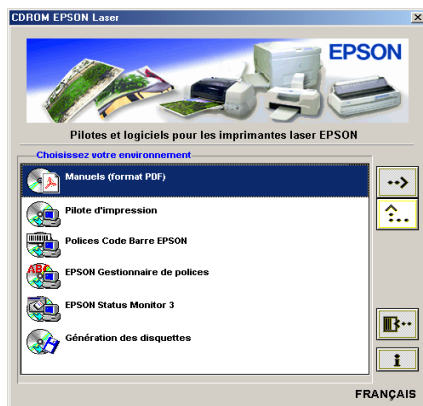 CDROM EPSON Laser
EPSON
Pilotes et logiciels pour les imprimantes laser EPSON
Choisissez votre environnement
Manuels (format PDF)
Pilote d'impression
Polices Code Barre EPSON
EPSON Gestionnaire de polices
EPSON Status Monitor 3
Génération des disquettes
FRANÇAIS